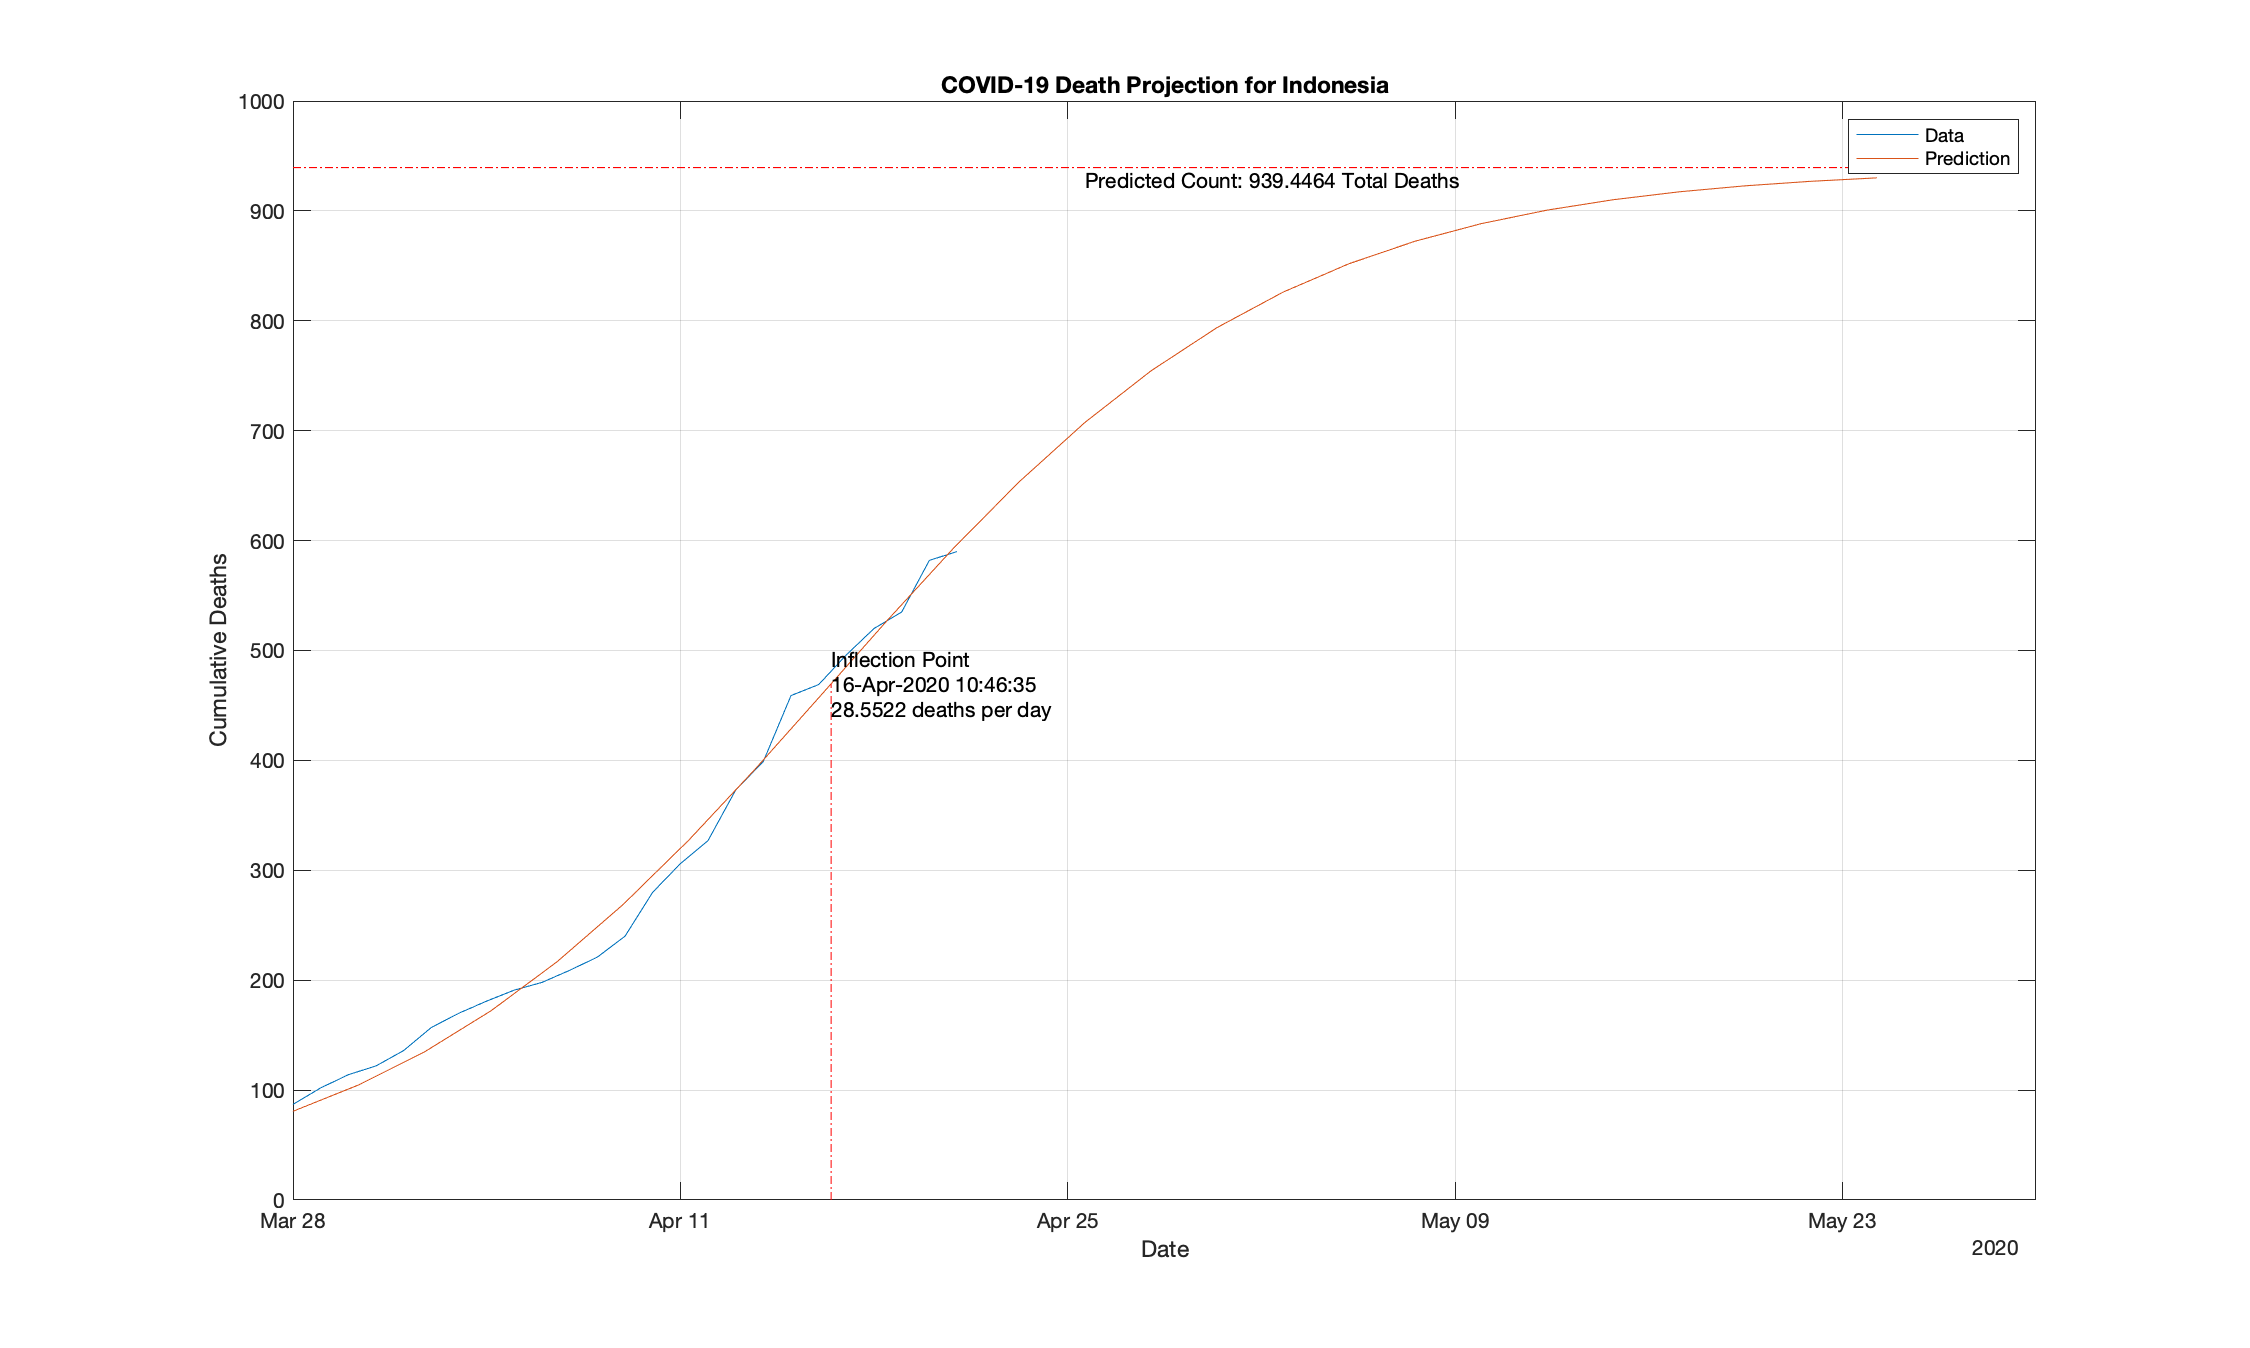 COVID-19 Death Projection for Indonesia
1000
900
800
700
600
500
400
300
200
100
0
Cumulative Deaths
Data
Prediction
Predicted Count: 939.4464 Total Deaths
Inflection Point
16-Apr-2020 10:46:35
28.5522 deaths per day
Mar 28
Apr 11
Apr 25
May 09
May 23
Date
2020